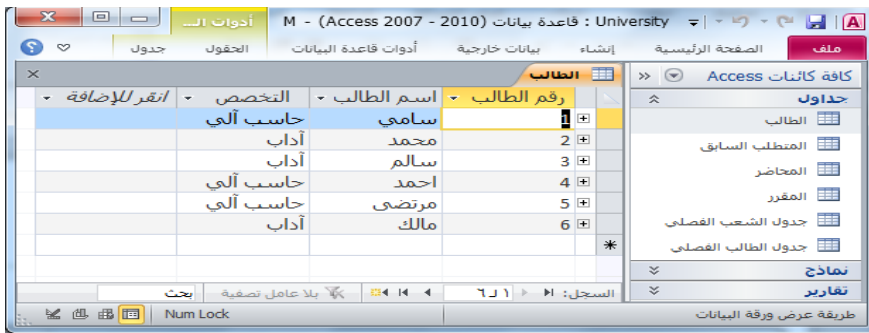 University : قاعدة بيانات (Access 2007 - 2010) - M
أدوات الـ...
ملف الصفحة الرئيسية إنشاء بيانات خارجية أدوات قاعدة البيانات الحقول جدول
كافة كائنات Access
جداول
الطالب
المتطلب السابق
المحاضر
المقرر
جدول الشعب الفصلي
جدول الطالب الفصلي
نماذج
تقارير
الطالب
رقم الطالب اسم الطالب التخصص انقر للإضافة
1 سامي حاسب آلي
2 محمد آداب
3 سالم آداب
4 احمد حاسب آلي
5 مرتضى حاسب آلي
6 مالك آداب
السجل: ١ لـ ٦ بلا عامل تصفية بحث
طريقة عرض ورقة البيانات Num Lock